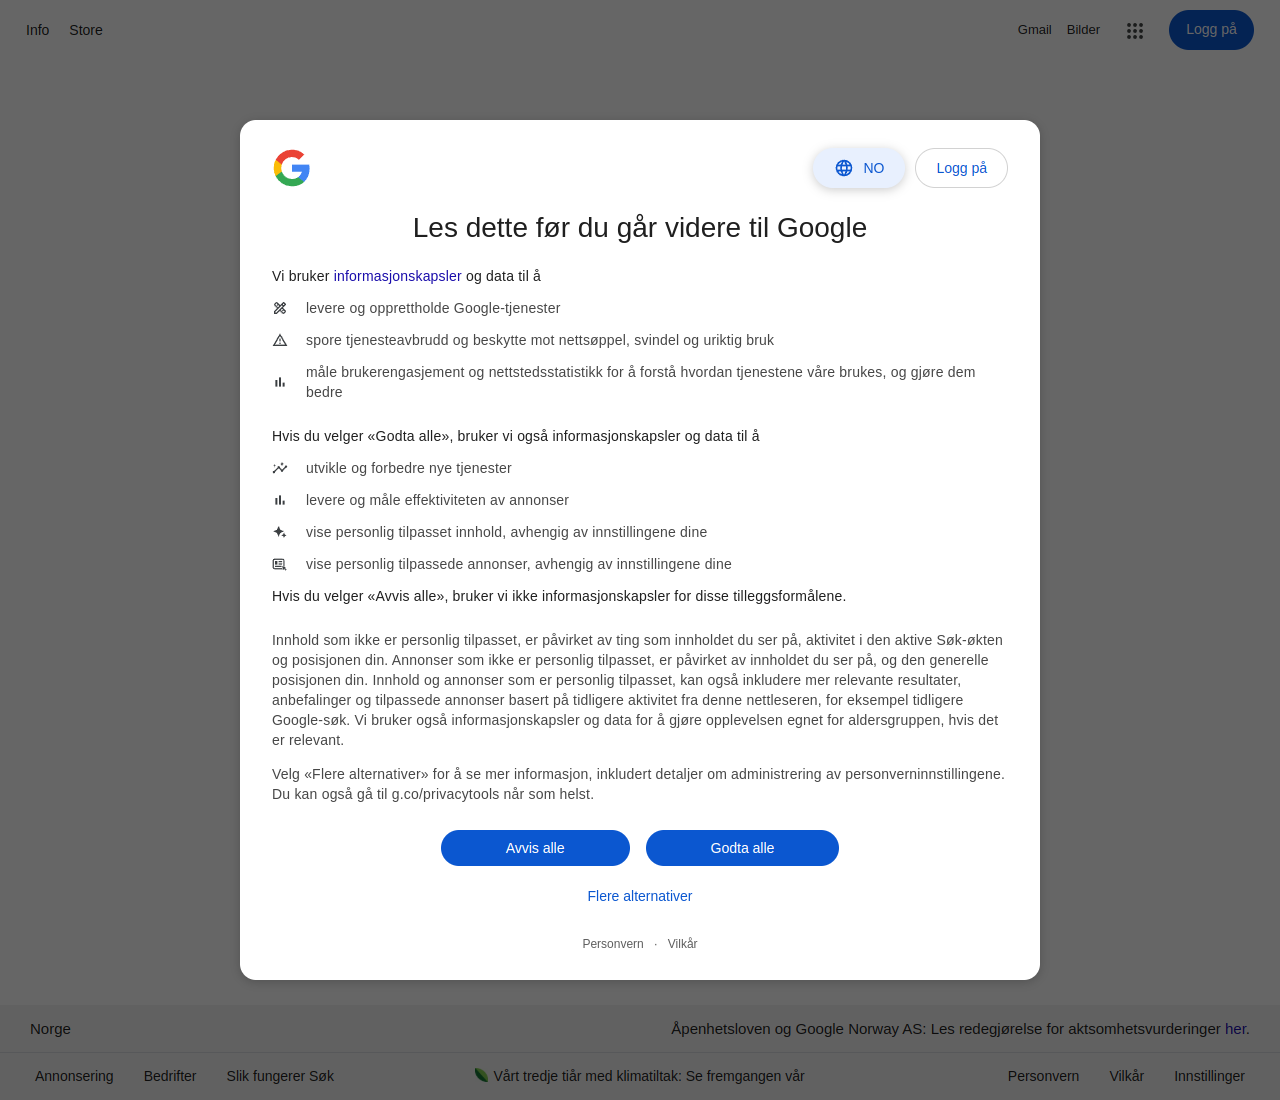 Info Store Gmail Bilder Logg på
NO Logg på
Les dette før du går videre til Google
Vi bruker informasjonskapsler og data til å
levere og opprettholde Google-tjenester
spore tjenesteavbrudd og beskytte mot nettsøppel, svindel og uriktig bruk
måle brukerengasjement og nettstedsstatistikk for å forstå hvordan tjenestene våre brukes, og gjøre dem
bedre
Hvis du velger «Godta alle», bruker vi også informasjonskapsler og data til å
utvikle og forbedre nye tjenester
levere og måle effektiviteten av annonser
vise personlig tilpasset innhold, avhengig av innstillingene dine
vise personlig tilpassede annonser, avhengig av innstillingene dine
Hvis du velger «Avvis alle», bruker vi ikke informasjonskapsler for disse tilleggsformålene.
Innhold som ikke er personlig tilpasset, er påvirket av ting som innholdet du ser på, aktivitet i den aktive Søk-økten
og posisjonen din. Annonser som ikke er personlig tilpasset, er påvirket av innholdet du ser på, og den generelle
posisjonen din. Innhold og annonser som er personlig tilpasset, kan også inkludere mer relevante resultater,
anbefalinger og tilpassede annonser basert på tidligere aktivitet fra denne nettleseren, for eksempel tidligere
Google-søk. Vi bruker også informasjonskapsler og data for å gjøre opplevelsen egnet for aldersgruppen, hvis det
er relevant.
Velg «Flere alternativer» for å se mer informasjon, inkludert detaljer om administrering av personverninnstillingene.
Du kan også gå til g.co/privacytools når som helst.
Avvis alle Godta alle
Flere alternativer
Personvern · Vilkår
Norge Åpenhetsloven og Google Norway AS: Les redegjørelse for aktsomhetsvurderinger her.
Annonsering Bedrifter Slik fungerer Søk Vårt tredje tiår med klimatiltak: Se fremgangen vår Personvern Vilkår Innstillinger